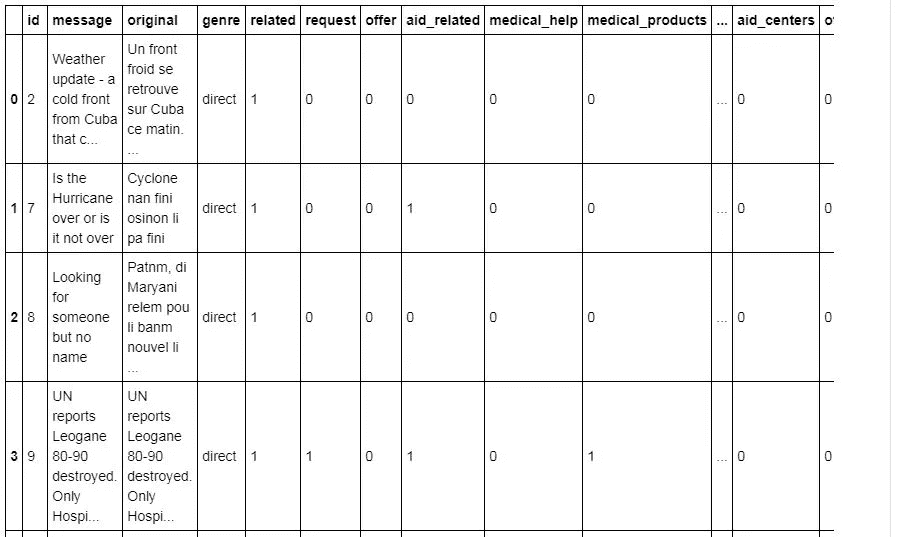 id message original genre related request offer aid_related medical_help medical_products ... aid_centers
0 2 Weather update - a cold front from Cuba that c... Un front froid se retrouve sur Cuba ce matin. ... direct 1 0 0 0 0 0 ... 0 0
1 7 Is the Hurricane over or is it not over Cyclone nan fini osinon li pa fini direct 1 0 0 1 0 0 ... 0 0
2 8 Looking for someone but no name Patnm, di Maryani relem pou li banm nouvel li ... direct 1 0 0 0 0 0 ... 0 0
3 9 UN reports Leogane 80-90 destroyed. Only Hospi... UN reports Leogane 80-90 destroyed. Only Hospi... direct 1 1 0 1 0 1 ... 0 0